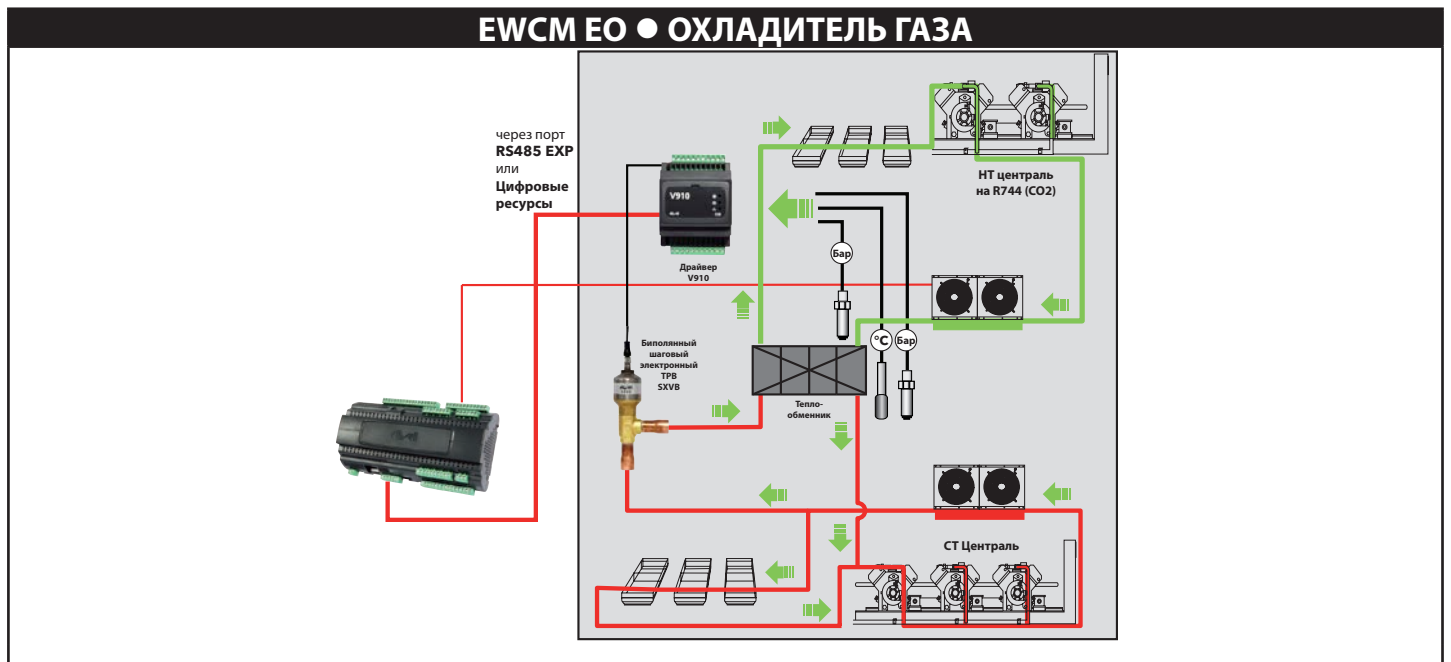 EWCM EO ● ОХЛАДИТЕЛЬ ГАЗА
через порт
RS485 EXP
или
Цифровые
ресурсы
V910
Драйвер
V910
НТ централь
на R744 (CO2)
Бар
°C
Бар
Биполянный
шаговый
электронный
ТРВ
SXVB
Тепло-
обменник
СТ Централь